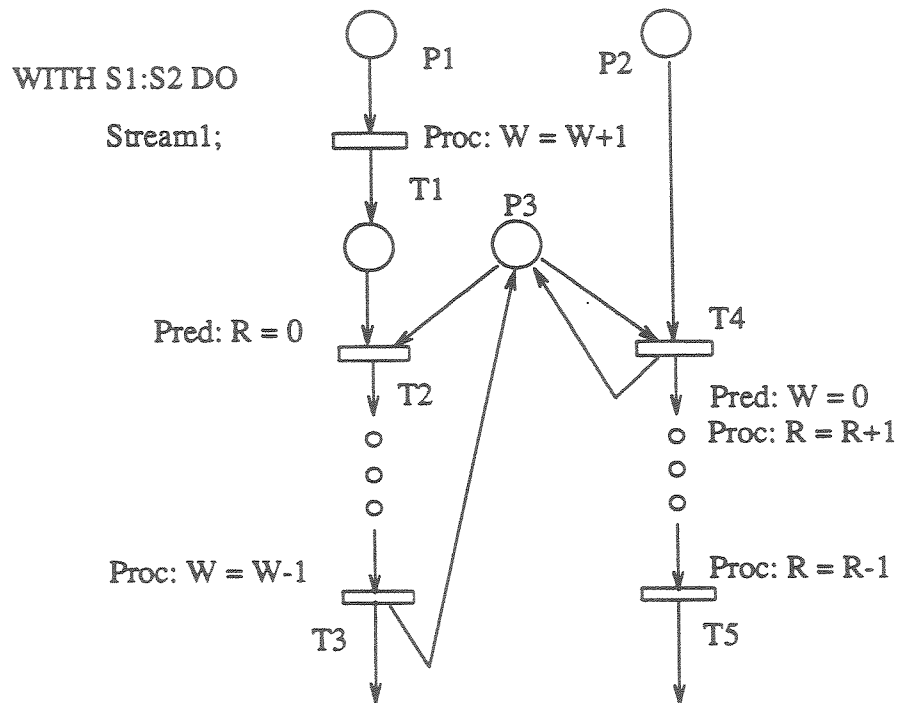 P1
P2
WITH S1:S2 DO
Stream1;
Proc: W = W+1
T1
P3
Pred: R = 0
T4
T2
Pred: W = 0
Proc: R = R+1
Proc: W = W-1
Proc: R = R-1
T3
T5